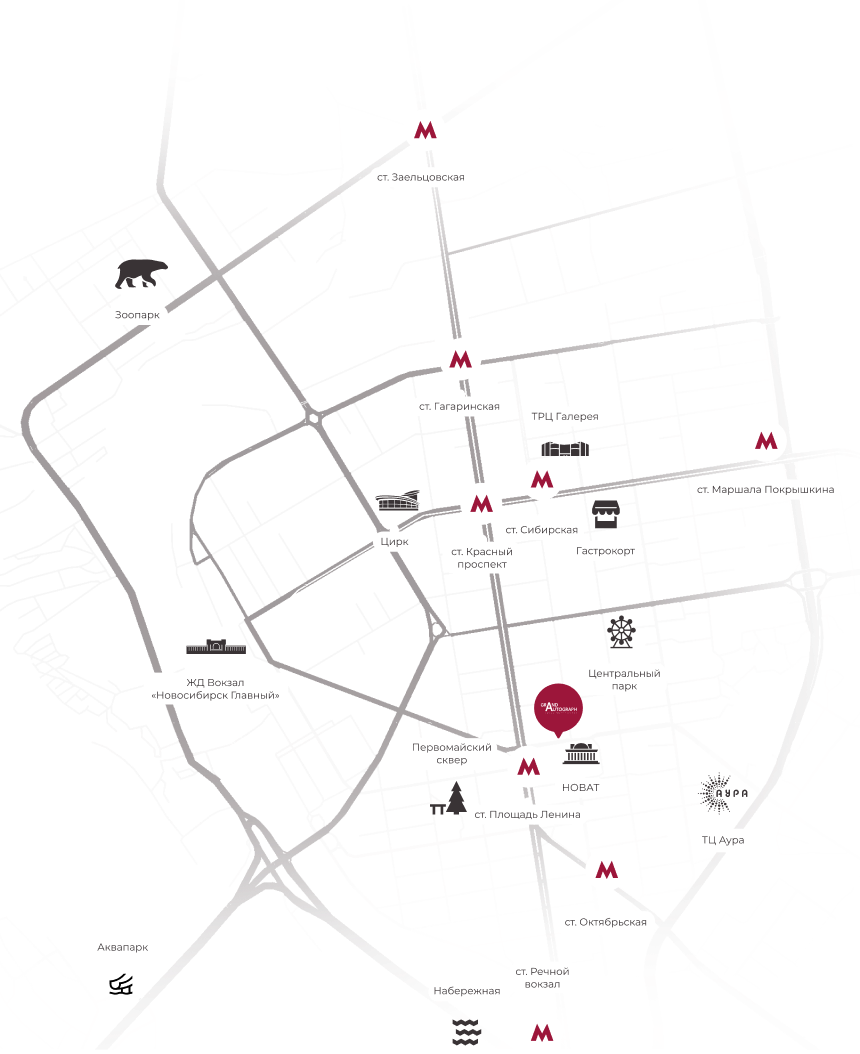 ст. Заельцовская
Зоопарк
ст. Гагаринская
ТРЦ Галерея
ст. Маршала Покрышкина
ст. Сибирская
Цирк
ст. Красный
проспект
Гастрокорт
Центральный
парк
ЖД Вокзал
«Новосибирск Главный»
GRAND
AUTOGRAPH
Первомайский
сквер
НОВАТ
АУРА
ст. Площадь Ленина
ТЦ Аура
ст. Октябрьская
Аквапарк
ст. Речной
вокзал
Набережная